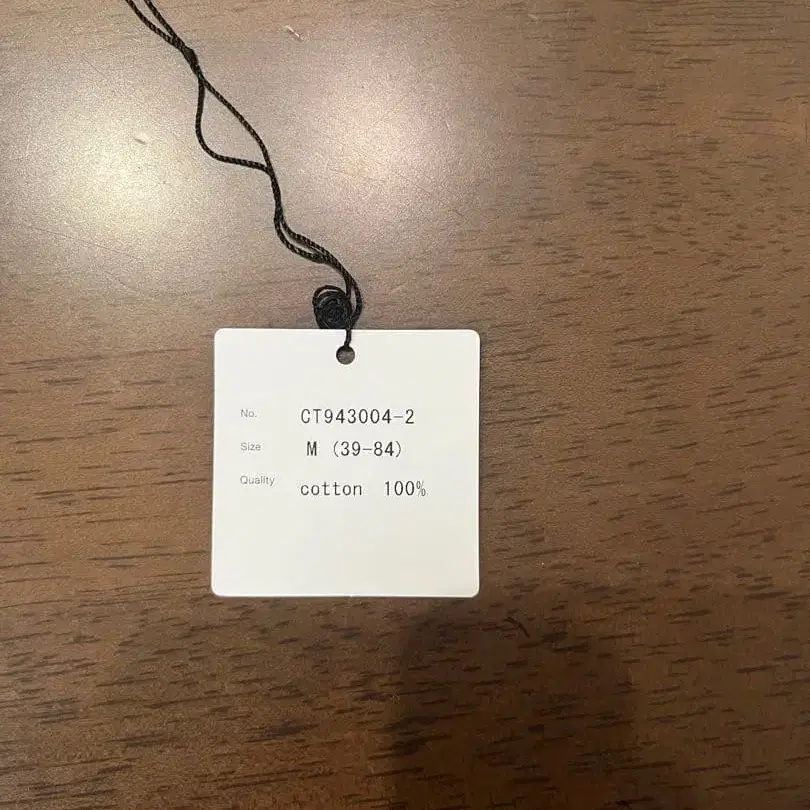 No. CT943004-2
Size M (39-84)
Quality cotton 100%